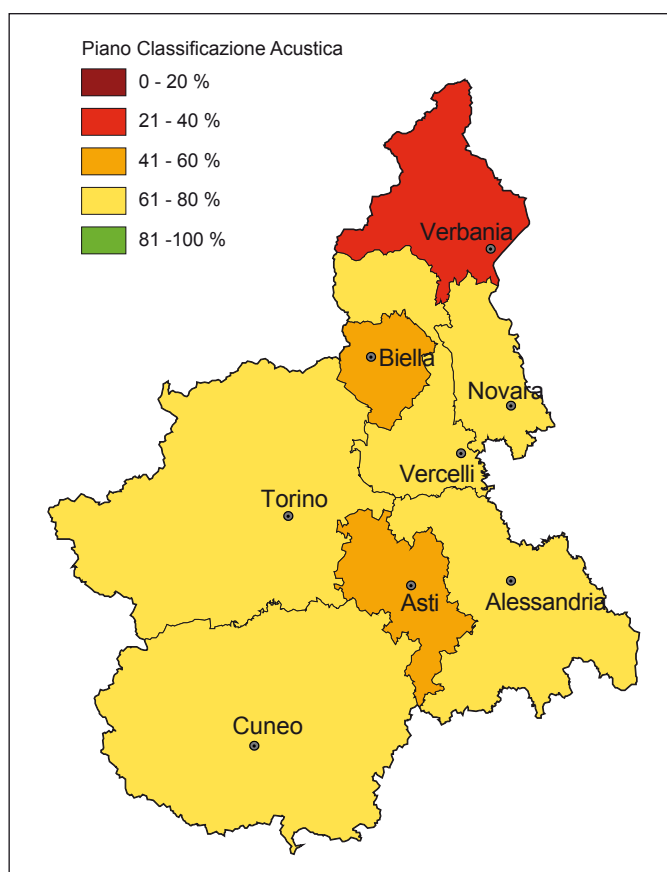 Piano Classificazione Acustica
0 - 20 %
21 - 40 %
41 - 60 %
61 - 80 %
81 -100 %
Verbania
Biella
Novara
Vercelli
Torino
Asti
Alessandria
Cuneo